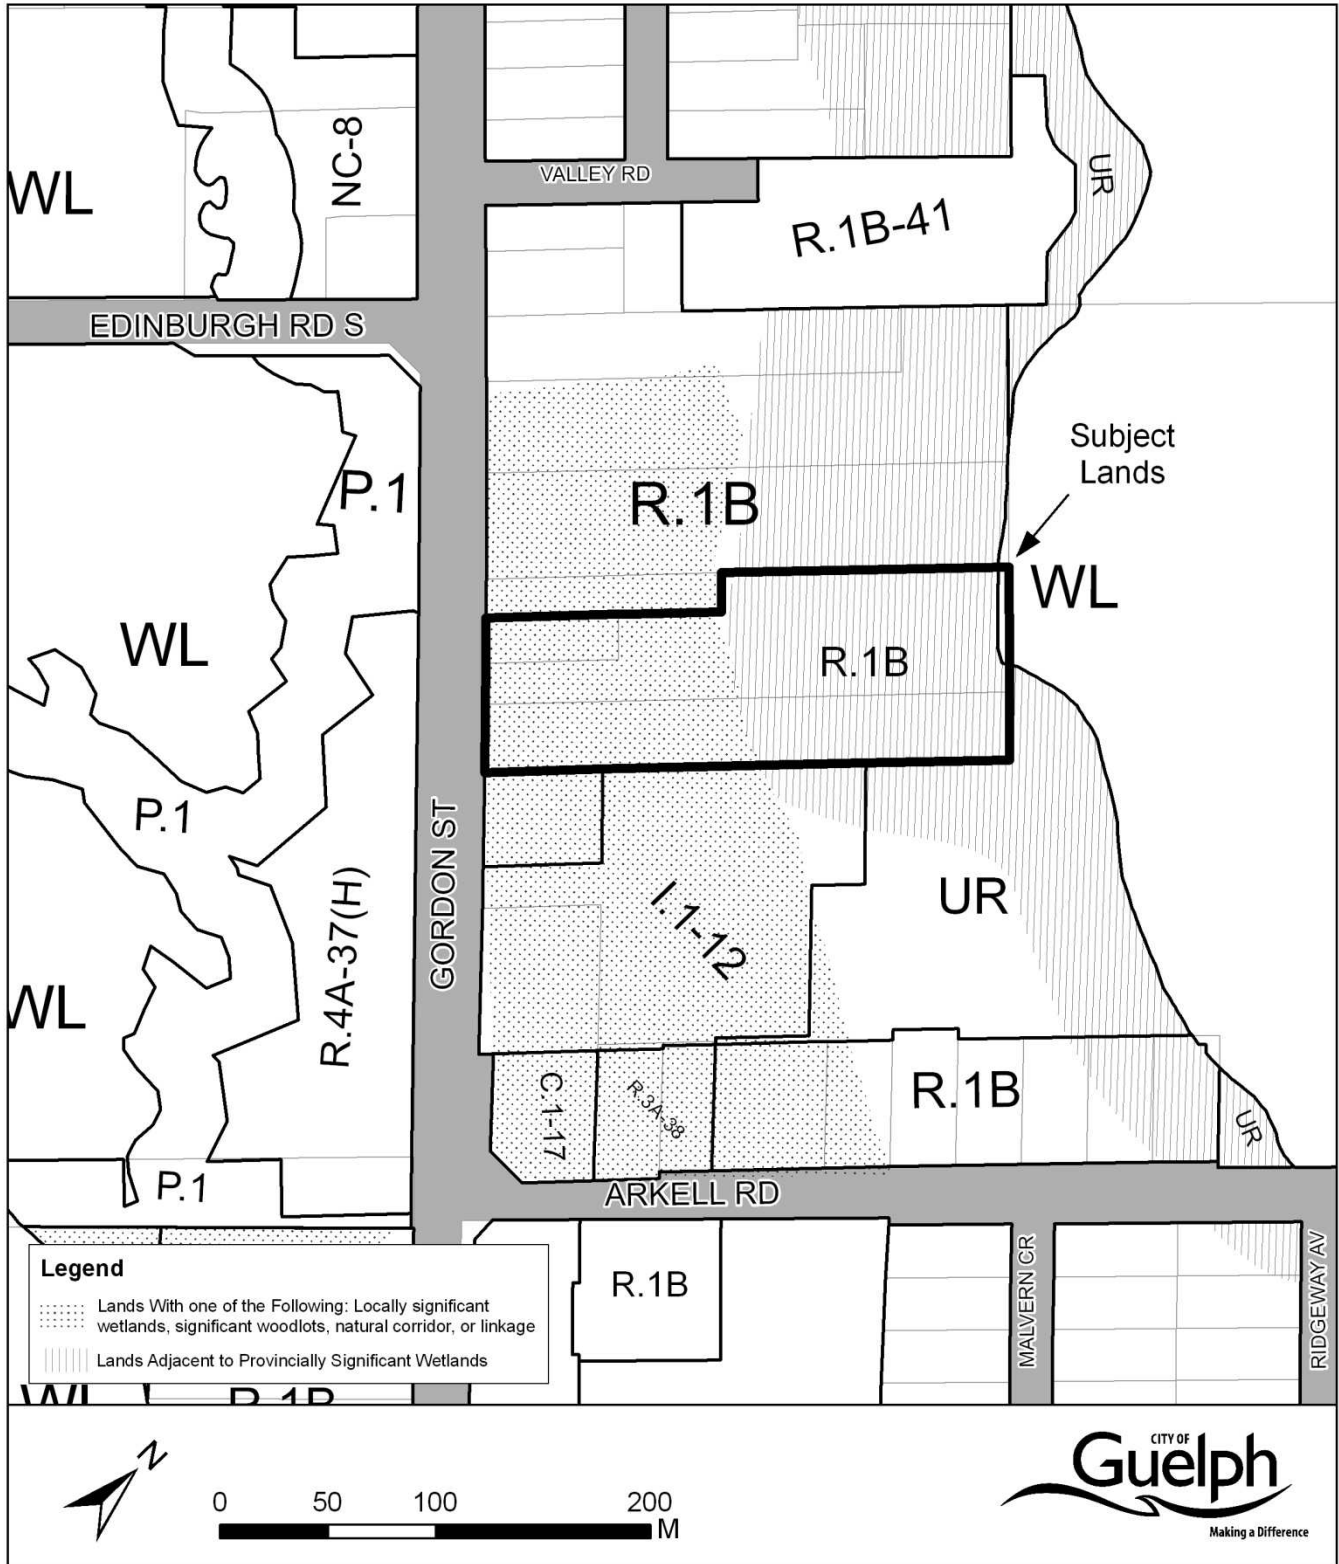 WL
NC-8
VALLEY RD
UR
R.1B-41
EDINBURGH RD S
Subject
Lands
P.1
R.1B
WL
WL
R.1B
P.1
GORDON ST
R.4A-37(H)
I.1-12
UR
WL
C.1-17
R.3A-38
R.1B
UR
P.1
ARKELL RD
R.1B
MALVERN CR
RIDGEWAY AV
Legend
Lands With one of the Following: Locally significant
wetlands, significant woodlots, natural corridor, or linkage
Lands Adjacent to Provincially Significant Wetlands
WL
R.1B
N
0 50 100 200
M
CITY OF
Guelph
Making a Difference